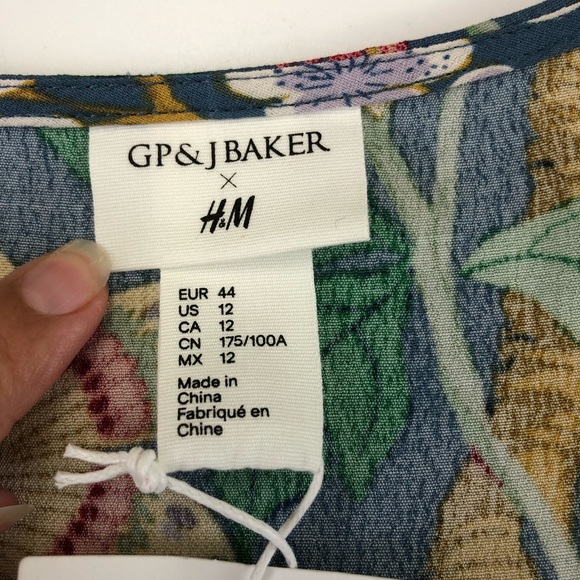 GP & J BAKER
×
H&M
EUR 44
US 12
CA 12
CN 175/100A
MX 12
Made in
China
Fabriqué en
Chine